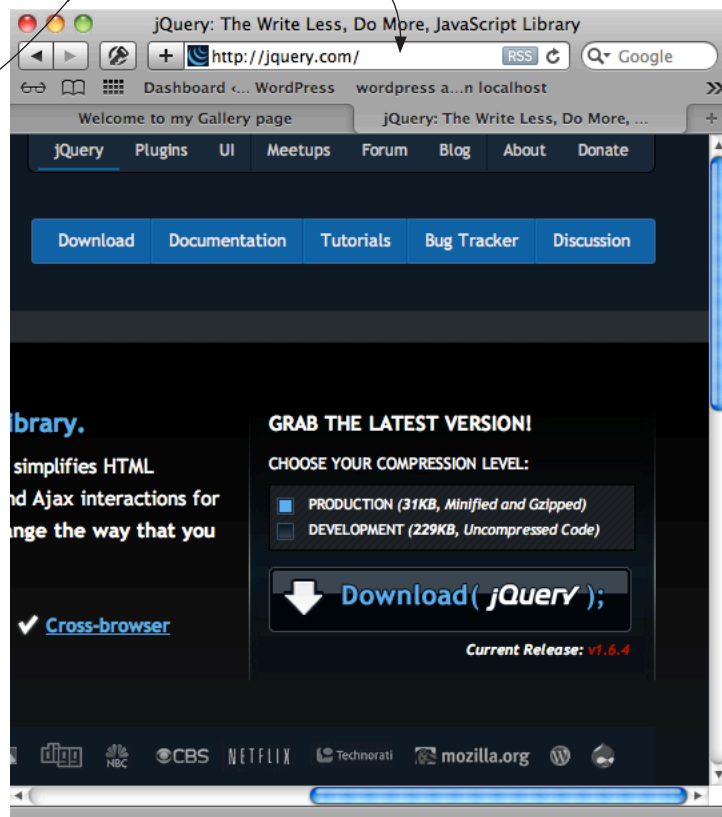 jQuery: The Write Less, Do More, JavaScript Library
http://jquery.com/ RSS Google
Dashboard ‹... WordPress wordpress a...n localhost
Welcome to my Gallery page jQuery: The Write Less, Do More, ...
jQuery Plugins UI Meetups Forum Blog About Donate
Download Documentation Tutorials Bug Tracker Discussion
ibrary.
simplifies HTML
nd Ajax interactions for
nge the way that you
Cross-browser
GRAB THE LATEST VERSION!
CHOOSE YOUR COMPRESSION LEVEL:
PRODUCTION (31KB, Minified and Gzipped)
DEVELOPMENT (229KB, Uncompressed Code)
Download( jQuery );
Current Release: v1.6.4
digg NBC CBS NETFLIX Technorati mozilla.org